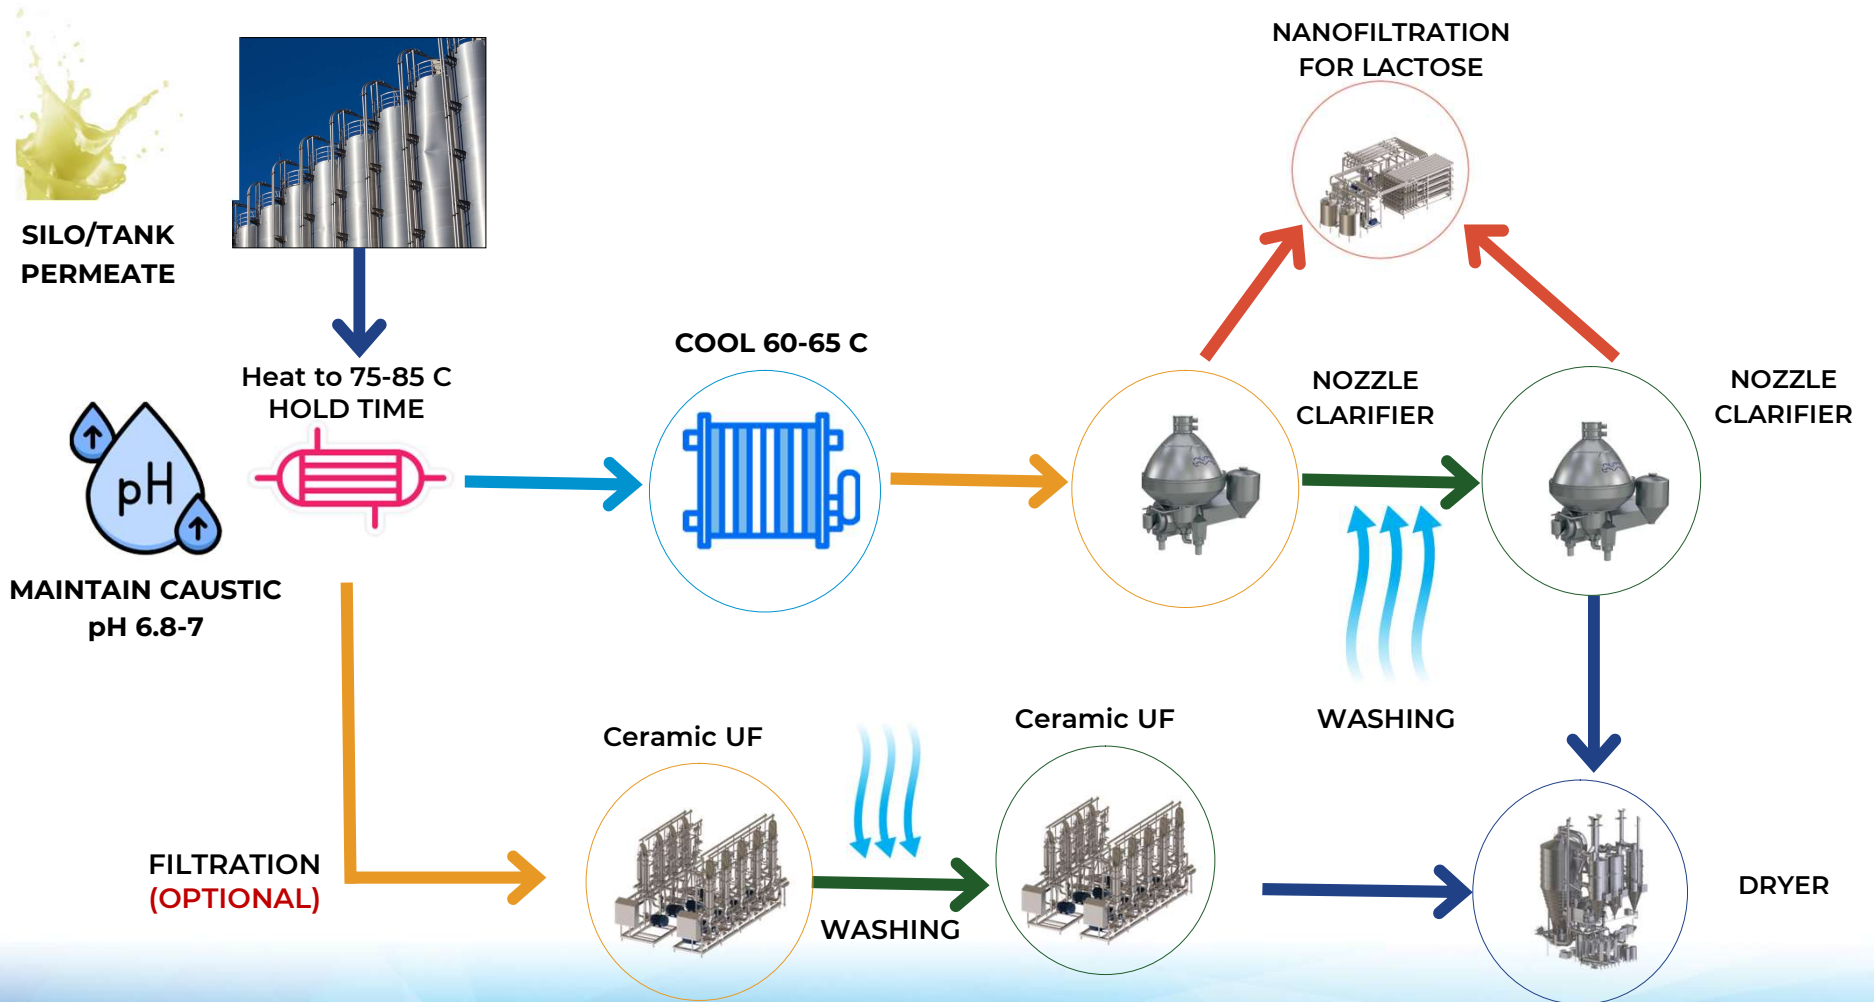 NANOFILTRATION
FOR LACTOSE
SILO/TANK
PERMEATE
Heat to 75-85 C
HOLD TIME
COOL 60-65 C
NOZZLE
CLARIFIER
NOZZLE
CLARIFIER
pH
MAINTAIN CAUSTIC
pH 6.8-7
WASHING
Ceramic UF
Ceramic UF
FILTRATION
(OPTIONAL)
WASHING
DRYER